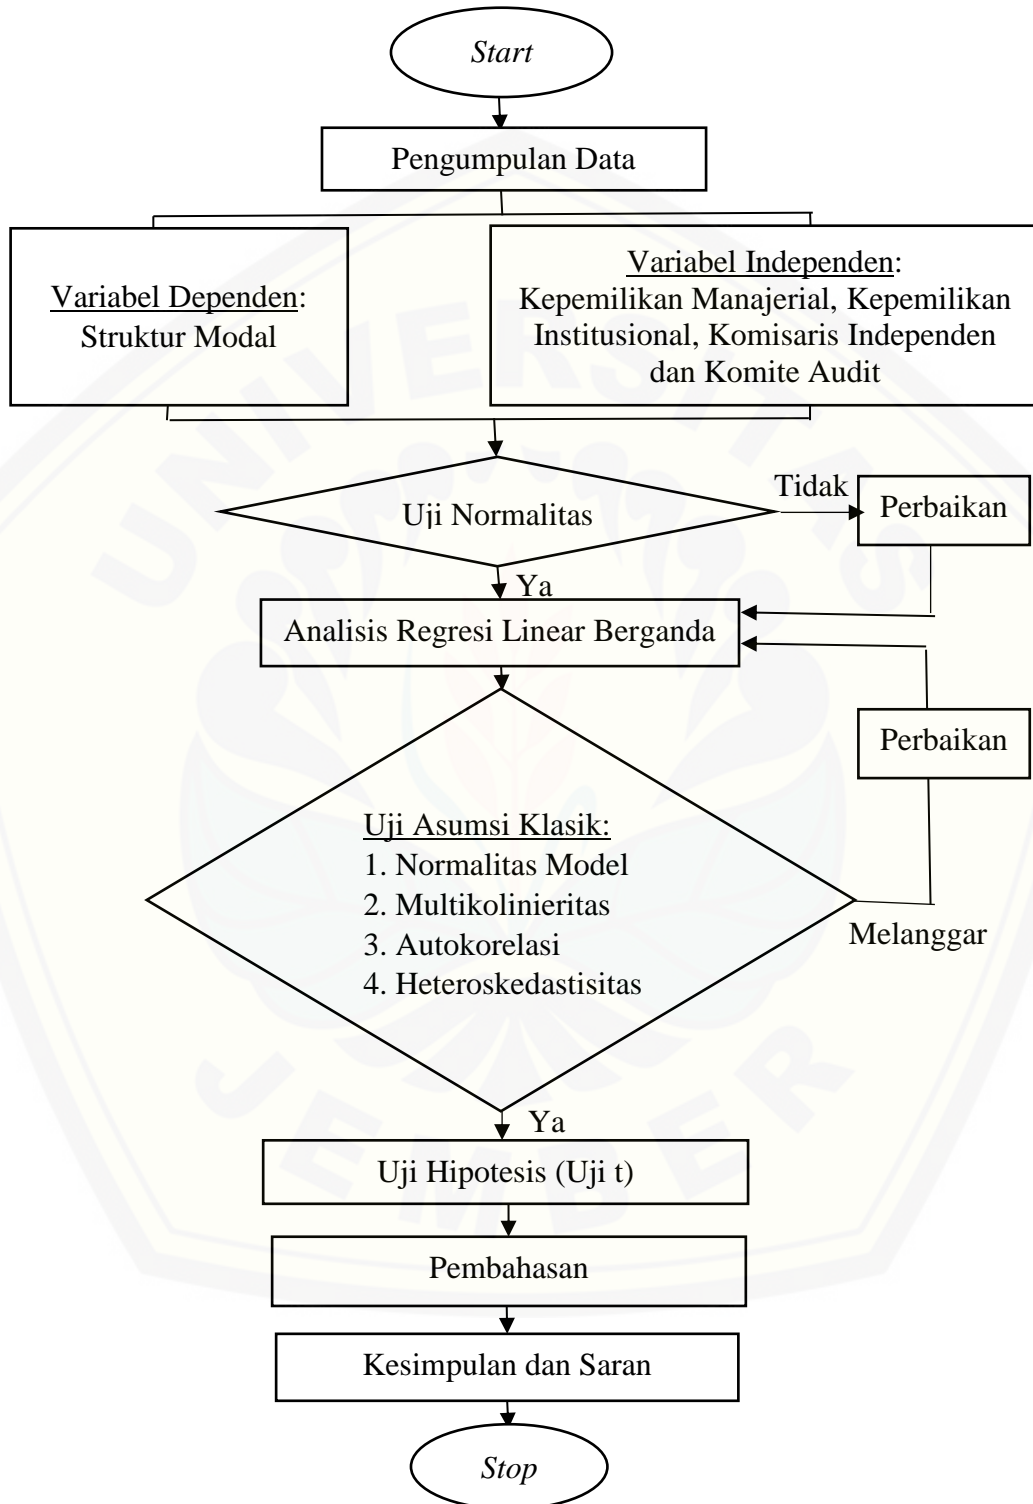 Start
Pengumpulan Data
Variabel Dependen:
Struktur Modal
Variabel Independen:
Kepemilikan Manajerial, Kepemilikan
Institusional, Komisaris Independen
dan Komite Audit
Uji Normalitas
Tidak
Perbaikan
Ya
Analisis Regresi Linear Berganda
Perbaikan
Uji Asumsi Klasik:
1. Normalitas Model
2. Multikolinieritas
3. Autokorelasi
4. Heteroskedastisitas
Melanggar
Ya
Uji Hipotesis (Uji t)
Pembahasan
Kesimpulan dan Saran
Stop
UNIVERSITAS
JEMBER